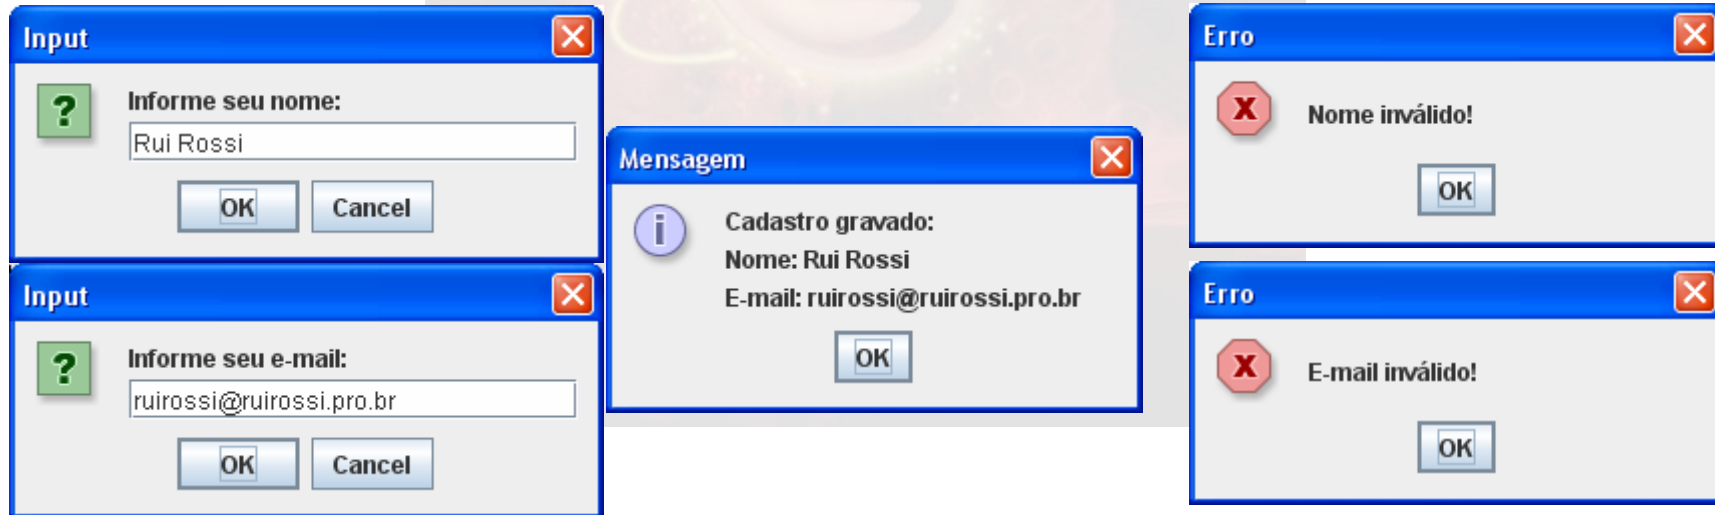 Input
?
Informe seu nome:
Rui Rossi
OK Cancel
Input
?
Informe seu e-mail:
ruirossi@ruirossi.pro.br
OK Cancel
Mensagem
i
Cadastro gravado:
Nome: Rui Rossi
E-mail: ruirossi@ruirossi.pro.br
OK
Erro
X
Nome inválido!
OK
Erro
X
E-mail inválido!
OK